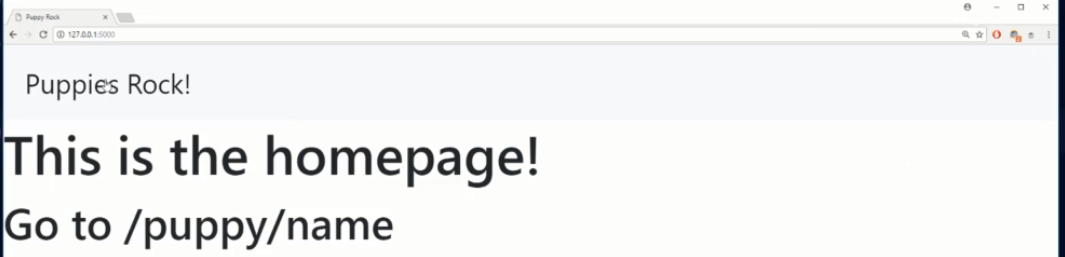 Puppy Rock
127.0.0.1:5000
Puppies Rock!
This is the homepage!
Go to /puppy/name